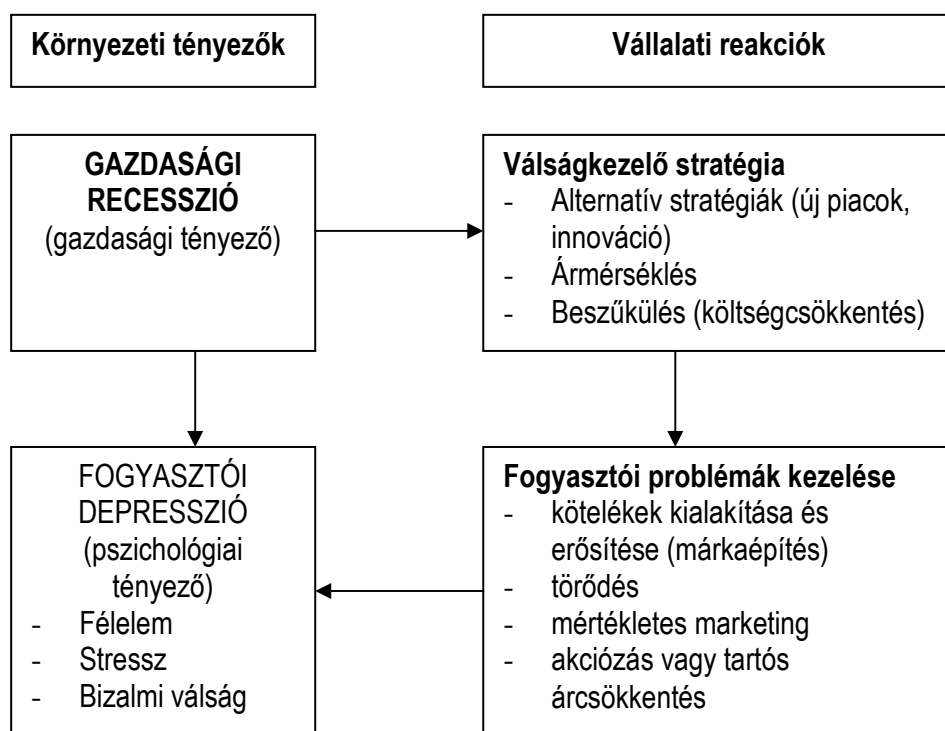 Környezeti tényezők
Vállalati reakciók
GAZDASÁGI
RECESSZIÓ
(gazdasági tényező)
Válságkezelő stratégia
- Alternatív stratégiák (új piacok,
innováció)
- Ármérséklés
- Beszűkülés (költségcsökkentés)
FOGYASZTÓI
DEPRESSZIÓ
(pszichológiai
tényező)
- Félelem
- Stressz
- Bizalmi válság
Fogyasztói problémák kezelése
- kötelékek kialakítása és
erősítése (márkaépítés)
- törődés
- mértékletes marketing
- akciózás vagy tartós
árcsökkentés